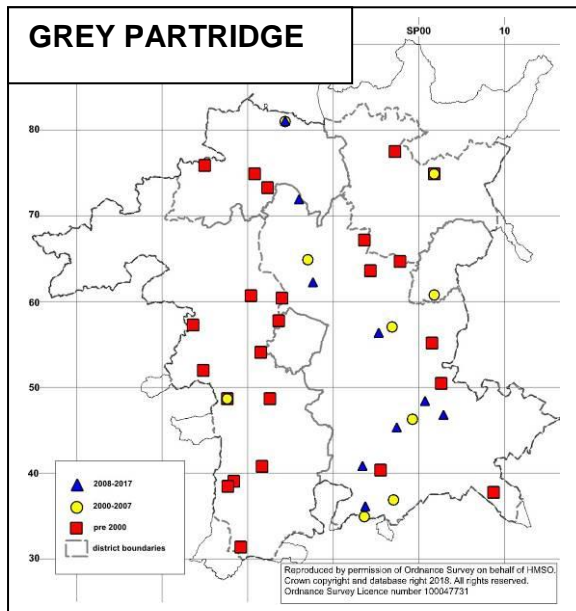 GREY PARTRIDGE
SP00 10
80
70
60
50
40
30
2008-2017
2000-2007
pre 2000
district boundaries
Reproduced by permission of Ordnance Survey on behalf of HMSO.
Crown copyright and database right 2018. All rights reserved.
Ordnance Survey Licence number 100047731